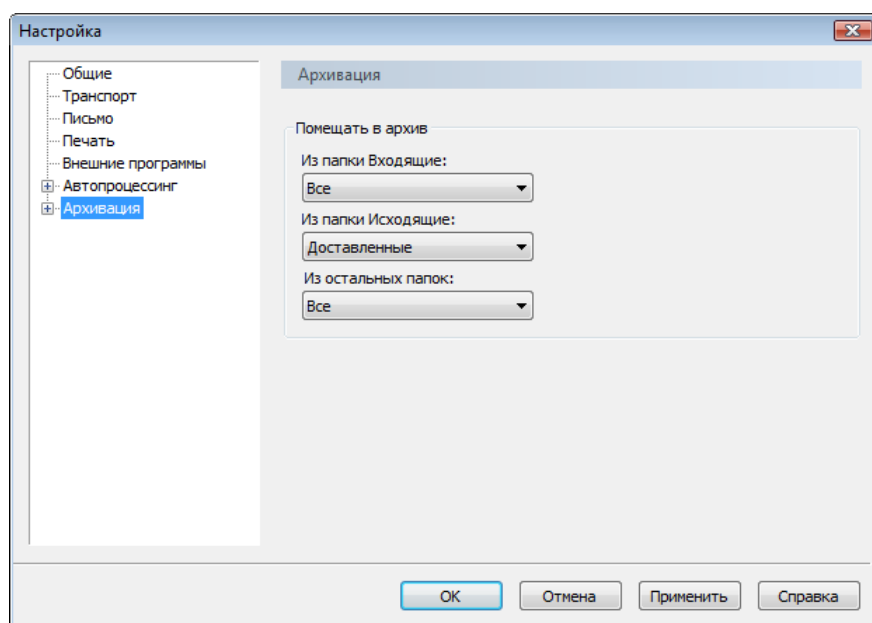 Настройка
Общие
Транспорт
Письмо
Печать
Внешние программы
Автопроцессинг
Архивация
Архивация
Помещать в архив
Из папки Входящие:
Все
Из папки Исходящие:
Доставленные
Из остальных папок:
Все
ОК
Отмена
Применить
Справка